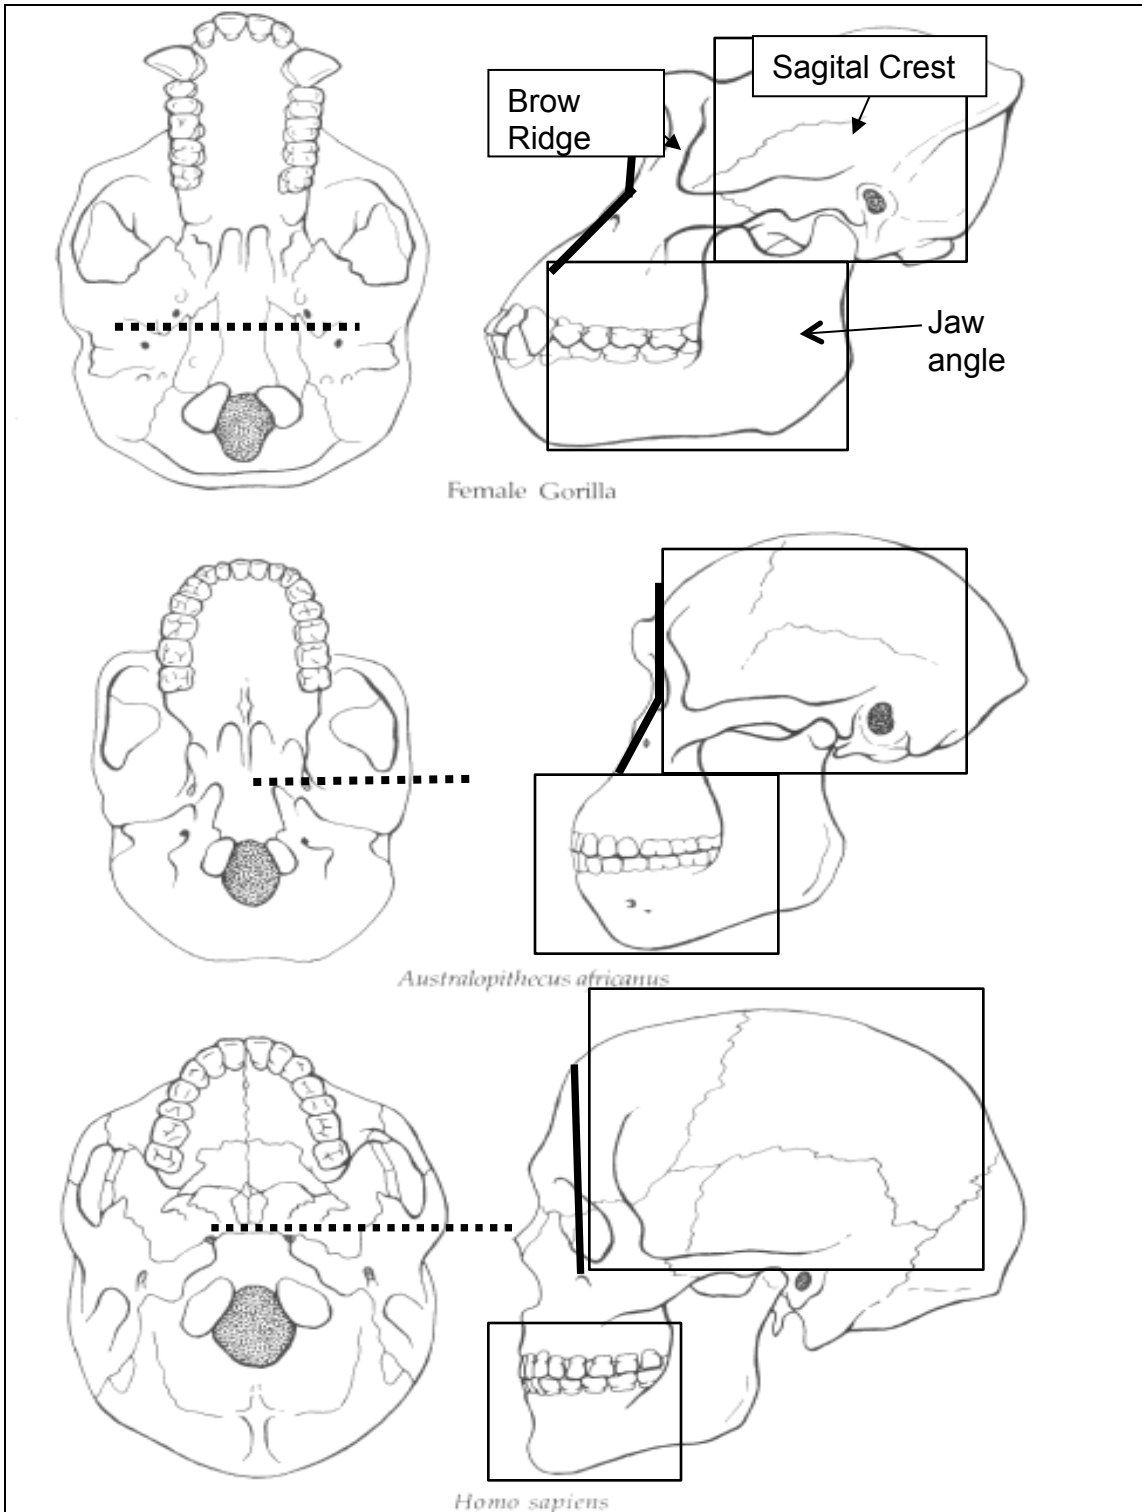 Sagital Crest
Brow
Ridge
Jaw
angle
Female Gorilla
Australopithecus africanus
Homo sapiens